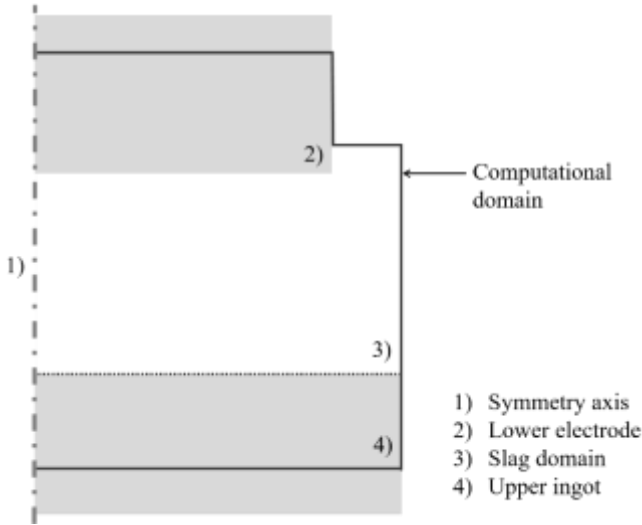 2)
Computational
domain
1)
3)
4)
1) Symmetry axis
2) Lower electrode
3) Slag domain
4) Upper ingot